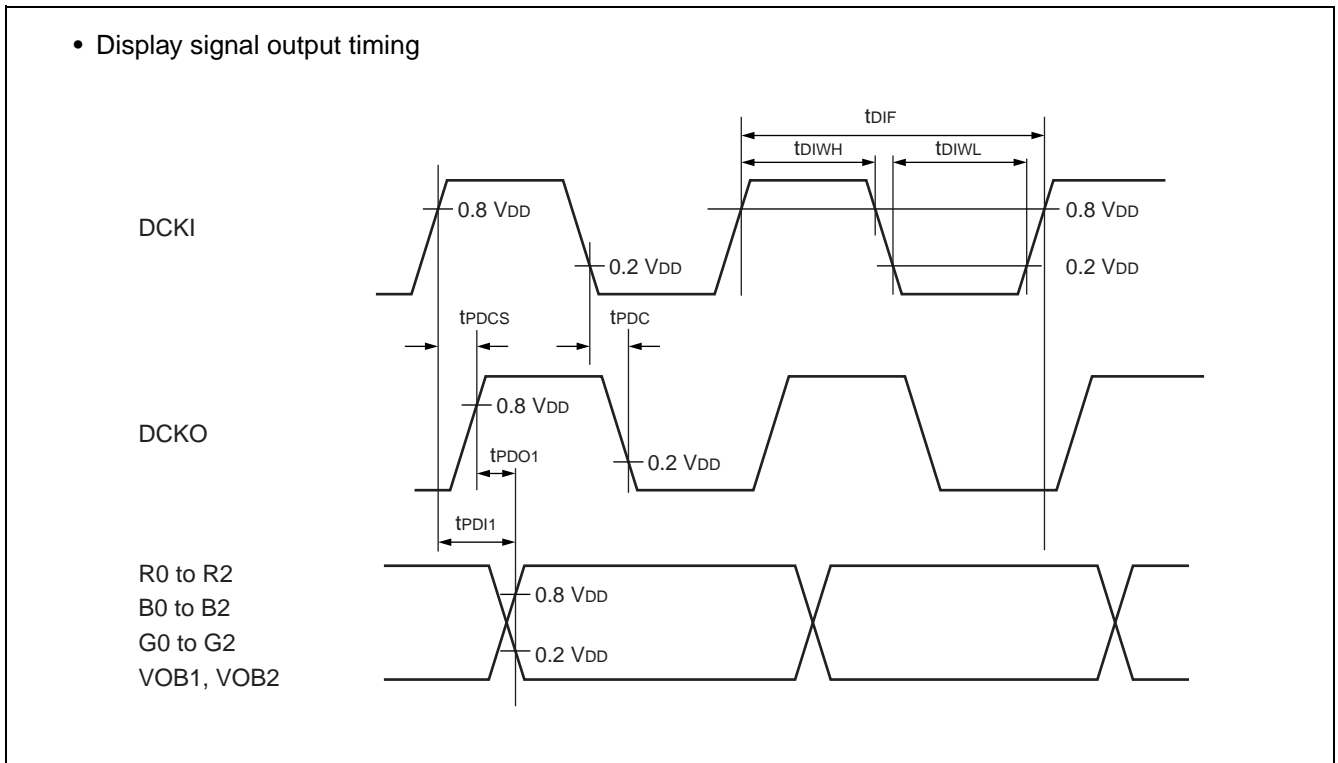 • Display signal output timing
tDIF
tDIWH
tDIWL
DCKI
0.8 VDD
0.8 VDD
0.2 VDD
0.2 VDD
tPDCS
tPDC
DCKO
0.8 VDD
0.2 VDD
tPDO1
tPDI1
R0 to R2
B0 to B2
G0 to G2
VOB1, VOB2
0.8 VDD
0.2 VDD